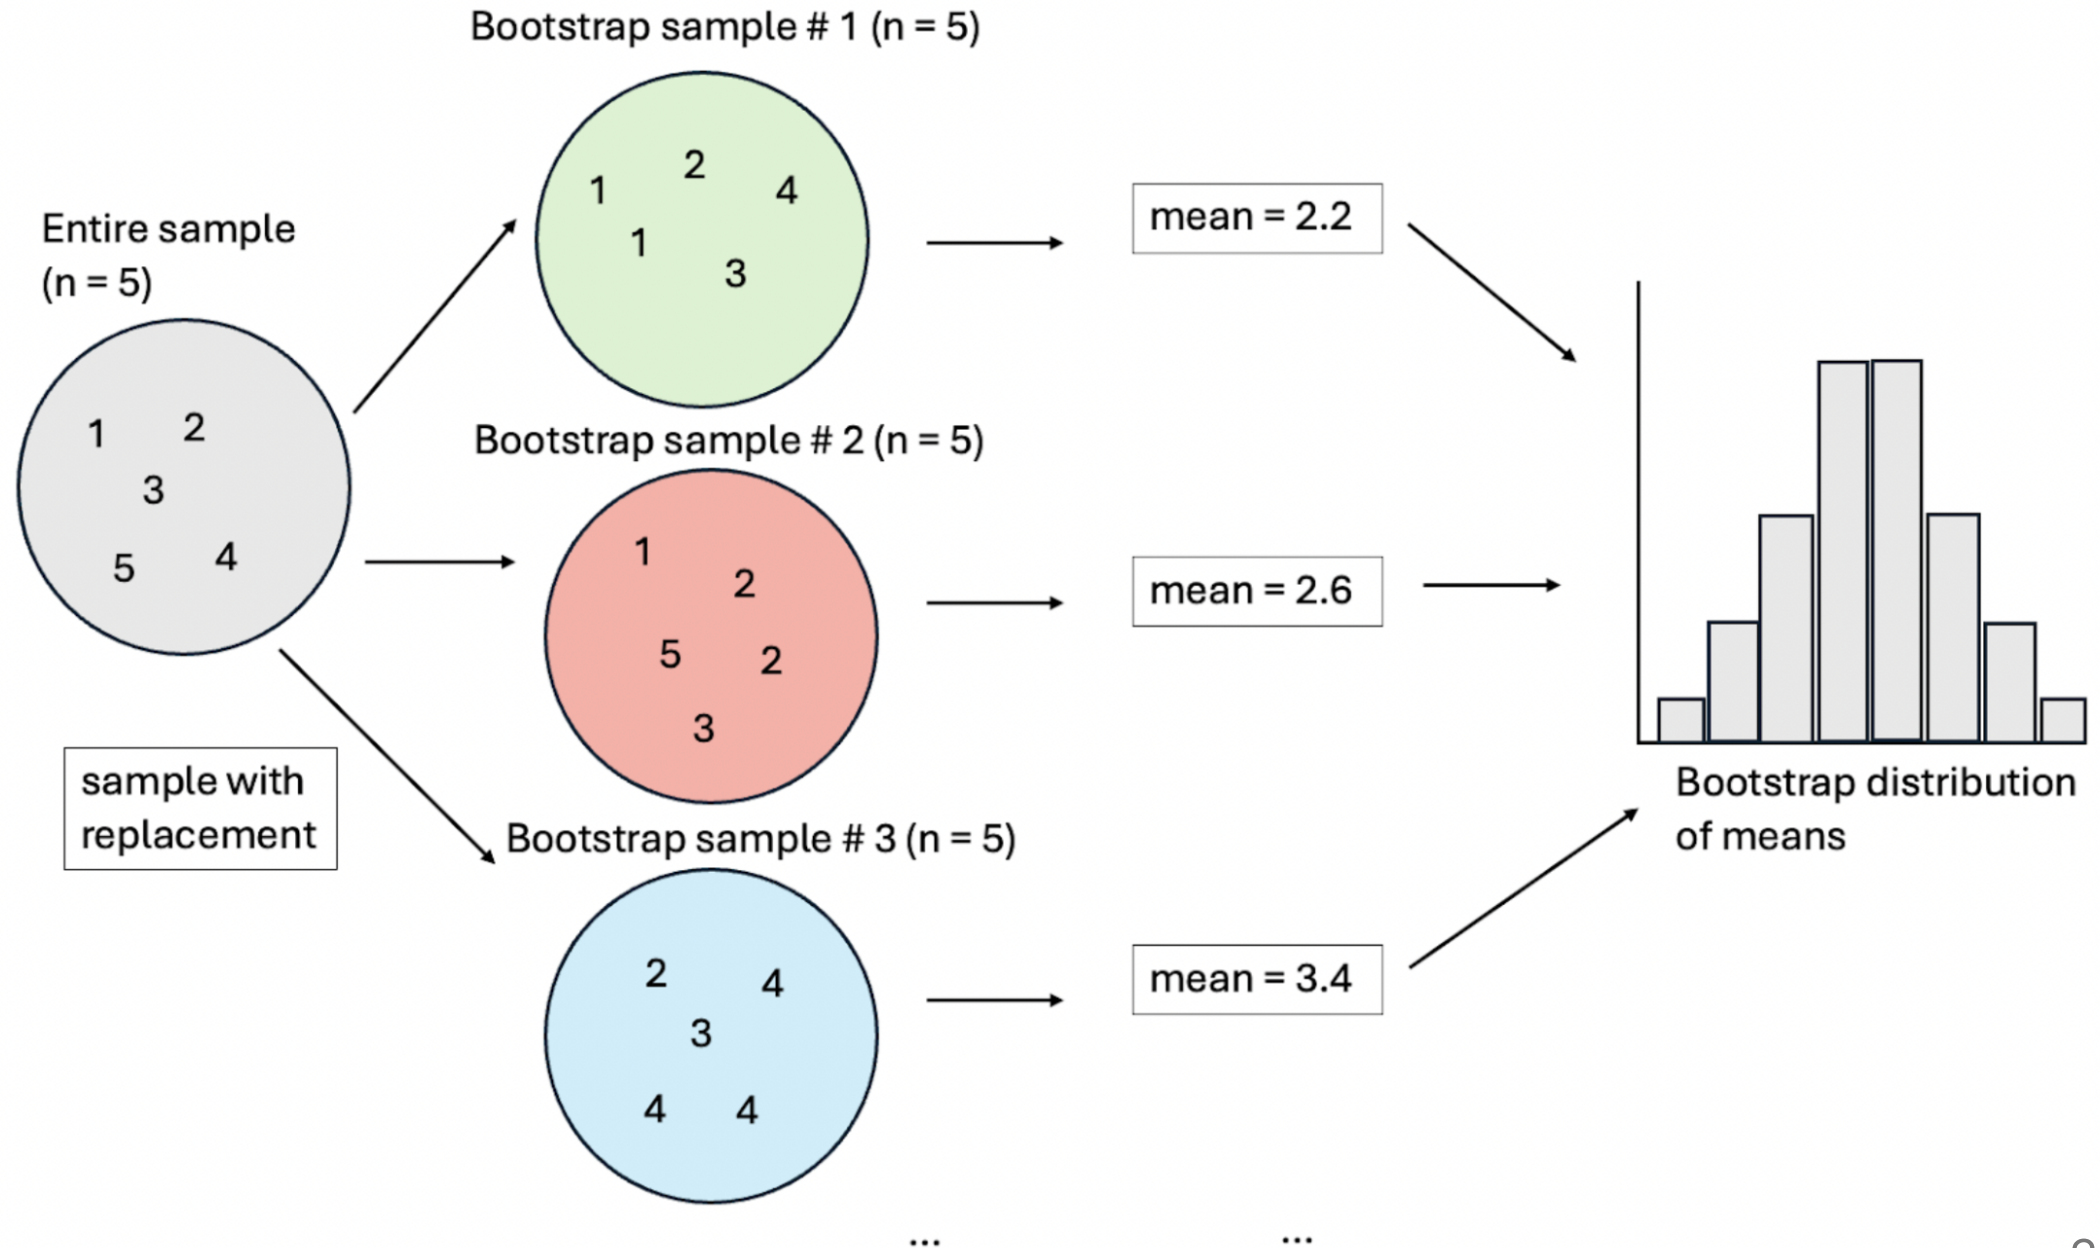 Bootstrap sample # 1 (n = 5)
1
2
4
1
3
mean = 2.2
Entire sample
(n = 5)
1
2
3
5
4
sample with
replacement
Bootstrap sample # 2 (n = 5)
1
2
5
2
3
mean = 2.6
Bootstrap sample # 3 (n = 5)
2
4
3
4
4
mean = 3.4
Bootstrap distribution
of means
...
...